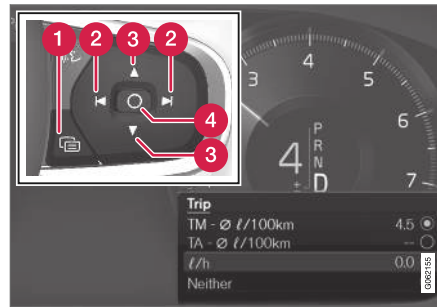 1
2
3
2
4
3
3
4
5
6
7
4
±
P
R
N
D
Trip
TM - Ø ℓ/100km 4.5
TA - Ø ℓ/100km --
ℓ/h 0.0
Neither
G062155